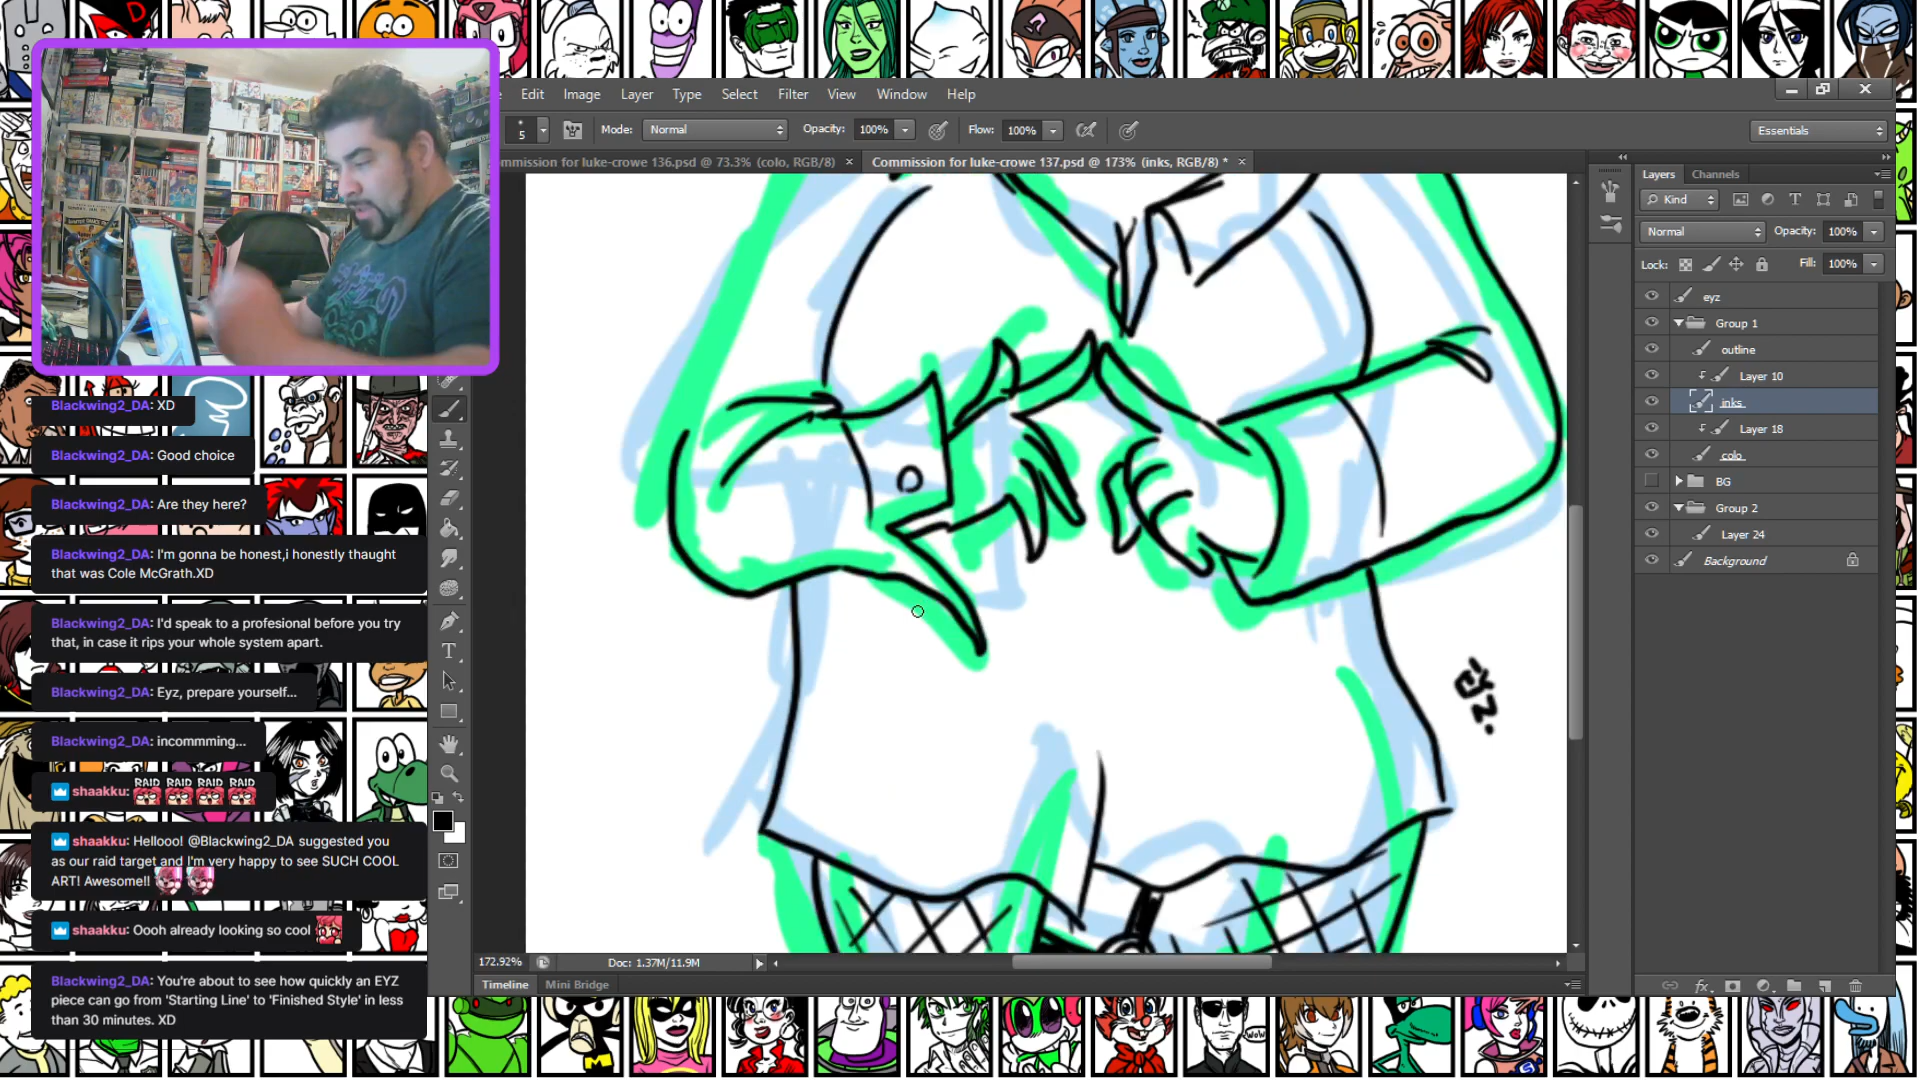 Edit Image Layer Type Select Filter View Window Help
5 Mode: Normal Opacity: 100% Flow: 100% Essentials
ommission for luke-crowe 136.psd @ 73.3% (colo, RGB/8) × Commission for luke-crowe 137.psd @ 173% (inks, RGB/8) * ×
Layers Channels
Kind
Normal Opacity: 100%
Lock: Fill: 100%
eyz
Group 1
outline
Layer 10
inks
Layer 18
colo
BG
Group 2
Layer 24
Background
EYZ.
172.92% Doc: 1.37M/11.9M
Timeline Mini Bridge
Blackwing2_DA: XD
Blackwing2_DA: Good choice
Blackwing2_DA: Are they here?
Blackwing2_DA: I'm gonna be honest,i honestly thaught
that was Cole McGrath.XD
Blackwing2_DA: I'd speak to a profesional before you try
that, in case it rips your whole system apart.
Blackwing2_DA: Eyz, prepare yourself...
Blackwing2_DA: incommming...
shaakku: RAID RAID RAID RAID
shaakku: Hellooo! @Blackwing2_DA suggested you
as our raid target and I'm very happy to see SUCH COOL
ART! Awesome!!
shaakku: Oooh already looking so cool
Blackwing2_DA: You're about to see how quickly an EYZ
piece can go from 'Starting Line' to 'Finished Style' in less
than 30 minutes. XD
WOW